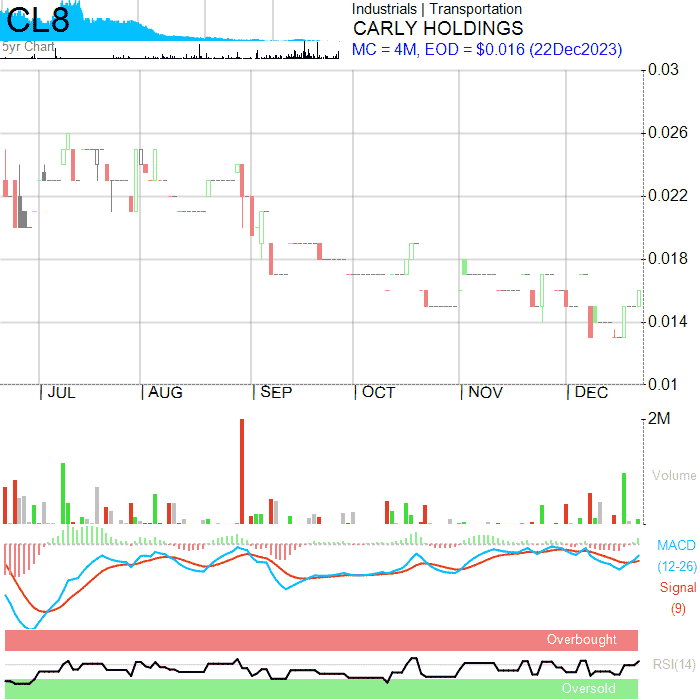 CL8
5yr Chart
Industrials | Transportation
CARLY HOLDINGS
MC = 4M, EOD = $0.016 (22Dec2023)
0.03
0.026
0.022
0.018
0.014
0.01
JUL
AUG
SEP
OCT
NOV
DEC
2M
Volume
MACD
(12-26)
Signal
(9)
Overbought
RSI(14)
Oversold